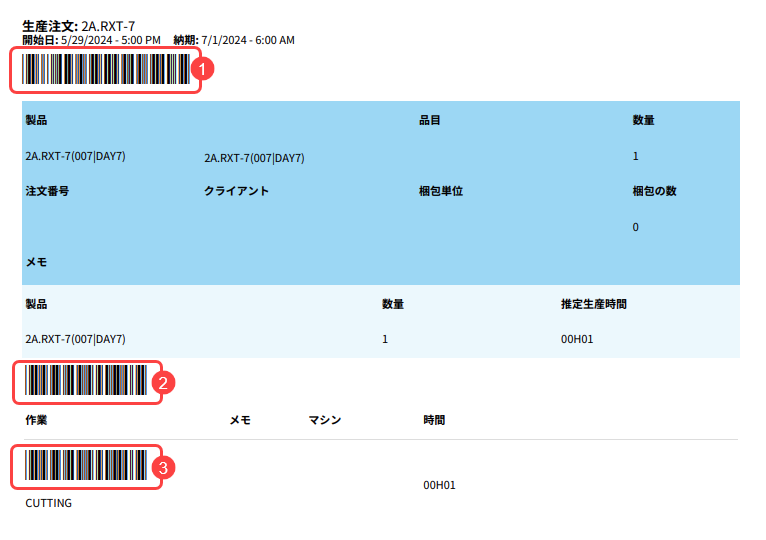 生産注文: 2A.RXT-7
開始日: 5/29/2024 - 5:00 PM 納期: 7/1/2024 - 6:00 AM
1
製品 品目 数量
2A.RXT-7(007|DAY7) 2A.RXT-7(007|DAY7) 1
注文番号 クライアント 梱包単位 梱包の数
0
メモ
製品 数量 推定生産時間
2A.RXT-7(007|DAY7) 1 00H01
2
作業 メモ マシン 時間
3
00H01
CUTTING